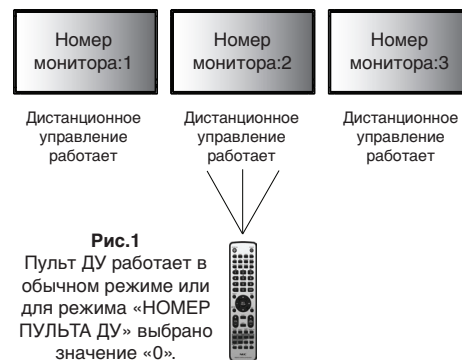 Номер
монитора:1
Номер
монитора:2
Номер
монитора:3
Дистанционное
управление
работает
Дистанционное
управление
работает
Дистанционное
управление
работает
Рис.1
Пульт ДУ работает в
обычном режиме или
для режима «НОМЕР
ПУЛЬТА ДУ» выбрано
значение «0».